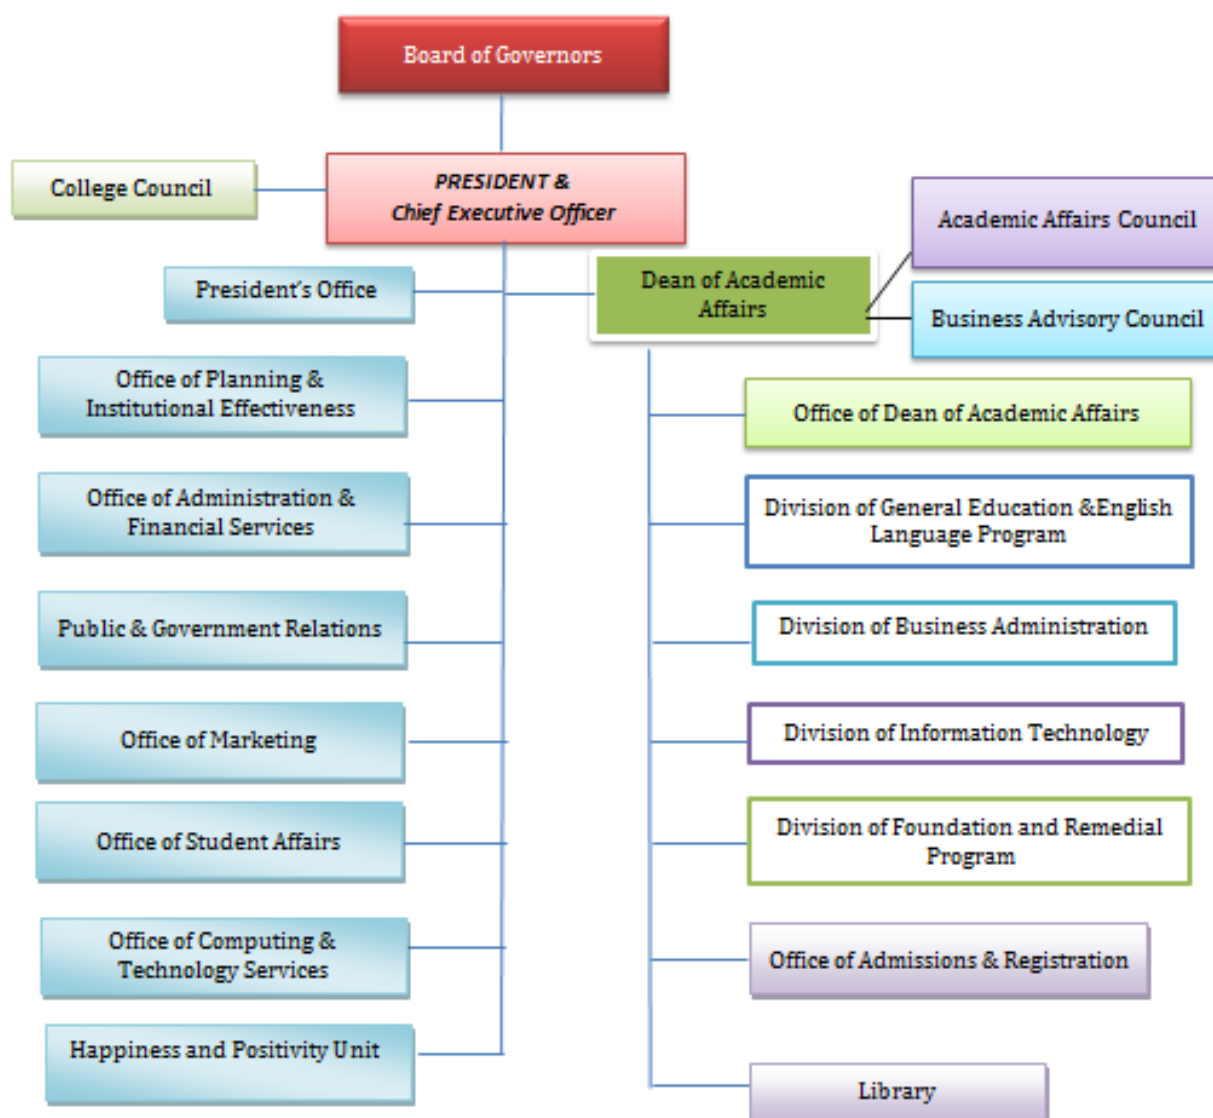 Board of Governors
College Council
PRESIDENT &
Chief Executive Officer
Academic Affairs Council
President's Office
Dean of Academic
Affairs
Business Advisory Council
Office of Planning &
Institutional Effectiveness
Office of Dean of Academic Affairs
Office of Administration &
Financial Services
Division of General Education &English
Language Program
Public & Government Relations
Division of Business Administration
Office of Marketing
Division of Information Technology
Office of Student Affairs
Division of Foundation and Remedial
Program
Office of Computing &
Technology Services
Office of Admissions & Registration
Happiness and Positivity Unit
Library